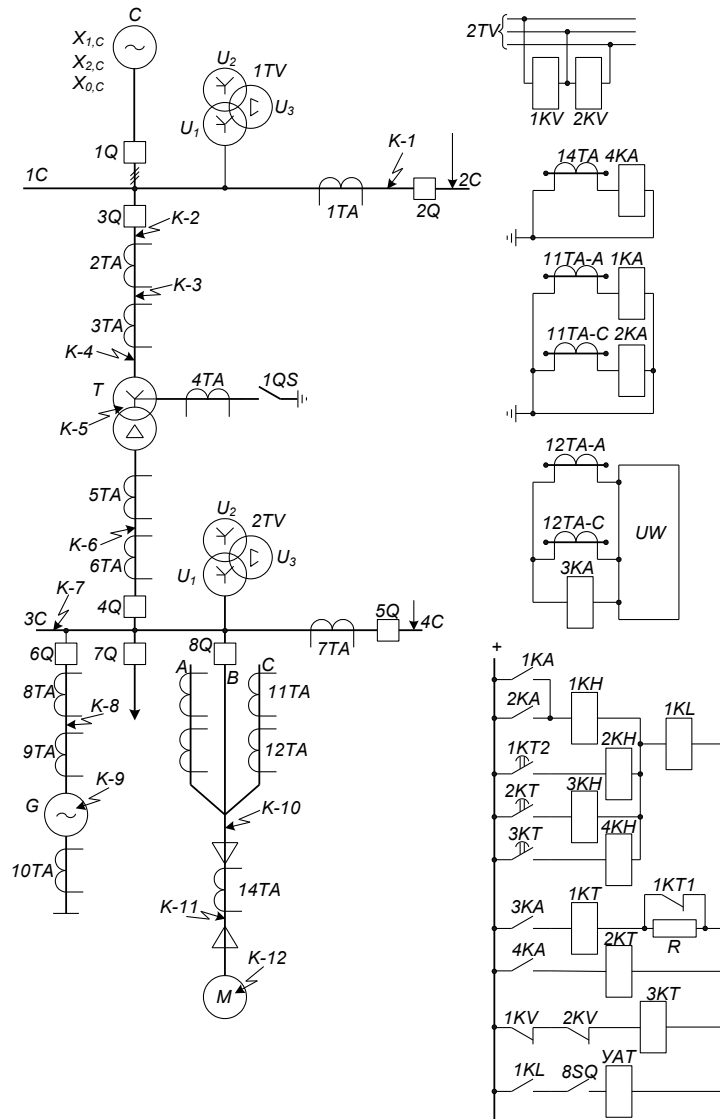 C
X1,C
X2,C
X0,C
U2
1TV
U3
U1
1Q
K-1
1C
2C
1TA
2Q
3Q
K-2
2TA
K-3
3TA
K-4
T
4TA
1QS
K-5
5TA
K-6
6TA
U2
2TV
U3
U1
K-7
4Q
3C
5Q
4C
6Q
7Q
8Q
7TA
A
B
C
8TA
11TA
K-8
9TA
12TA
G
K-9
K-10
10TA
14TA
K-11
K-12
M
2TV
1KV
2KV
14TA
4KA
11TA-A
1KA
11TA-C
2KA
12TA-A
12TA-C
UW
3KA
+
1KA
1KH
2KA
1KL
1KT2
2KH
2KT
3KH
3KT
4KH
3KA
1KT
1KT1
R
4KA
2KT
1KV
2KV
3KT
1KL
8SQ
УАТ